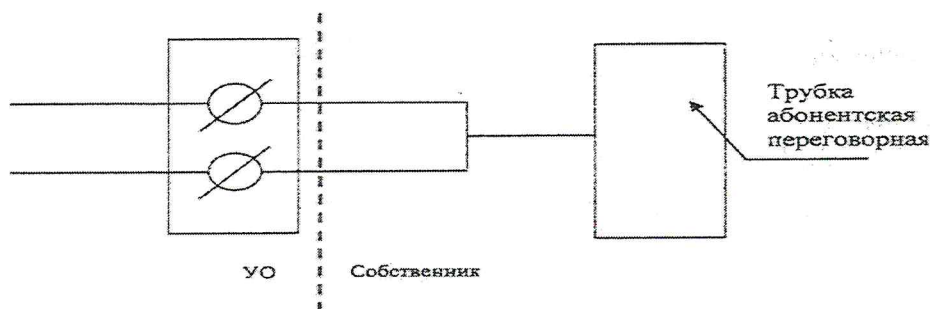 Трубка
абонентская
переговорная
УО
Собственник